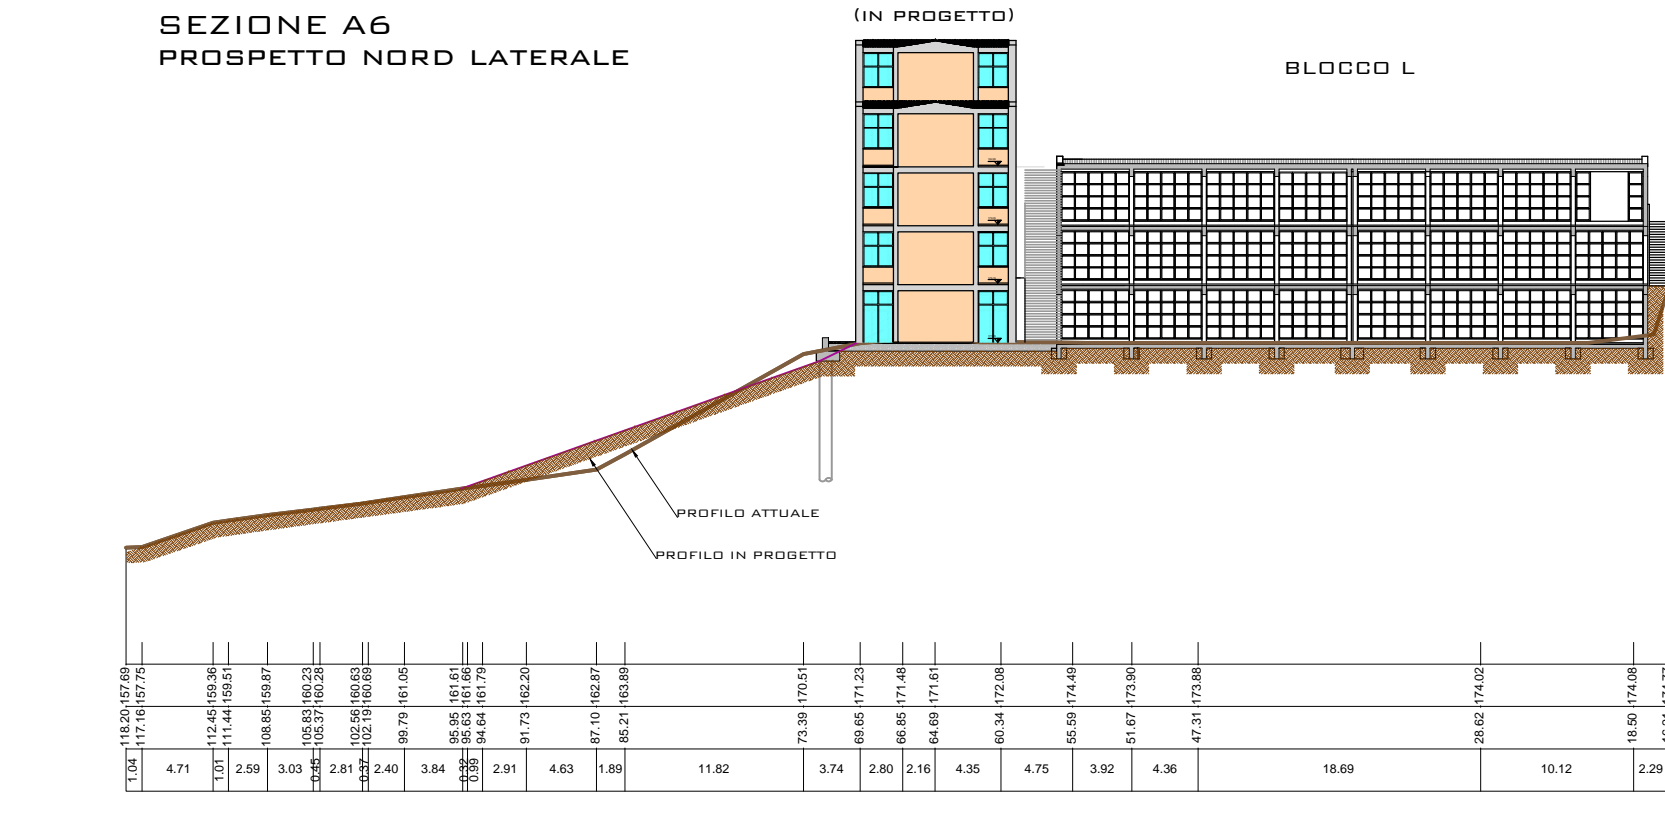 SEZIONE A6
PROSPETTO NORD LATERALE
(IN PROGETTO)
BLOCCO L
PROFILO ATTUALE
PROFILO IN PROGETTO
157.69 157.75 159.36 159.51 159.87 160.23 160.28 160.63 160.69 161.05 161.61 161.66 161.79 162.20 162.87 163.89 170.51 171.23 171.48 171.61 172.08 174.49 173.90 173.88 174.02 174.08
118.20 117.16 112.45 111.44 108.85 105.83 105.37 102.56 102.19 99.79 95.95 95.63 94.64 91.73 87.10 85.21 73.39 69.65 66.85 64.69 60.34 55.59 51.67 47.31 28.62 18.50
1.04 4.71 1.01 2.59 3.03 0.45 2.81 0.37 2.40 3.84 0.32 0.99 2.91 4.63 1.89 11.82 3.74 2.80 2.16 4.35 4.75 3.92 4.36 18.69 10.12 2.29